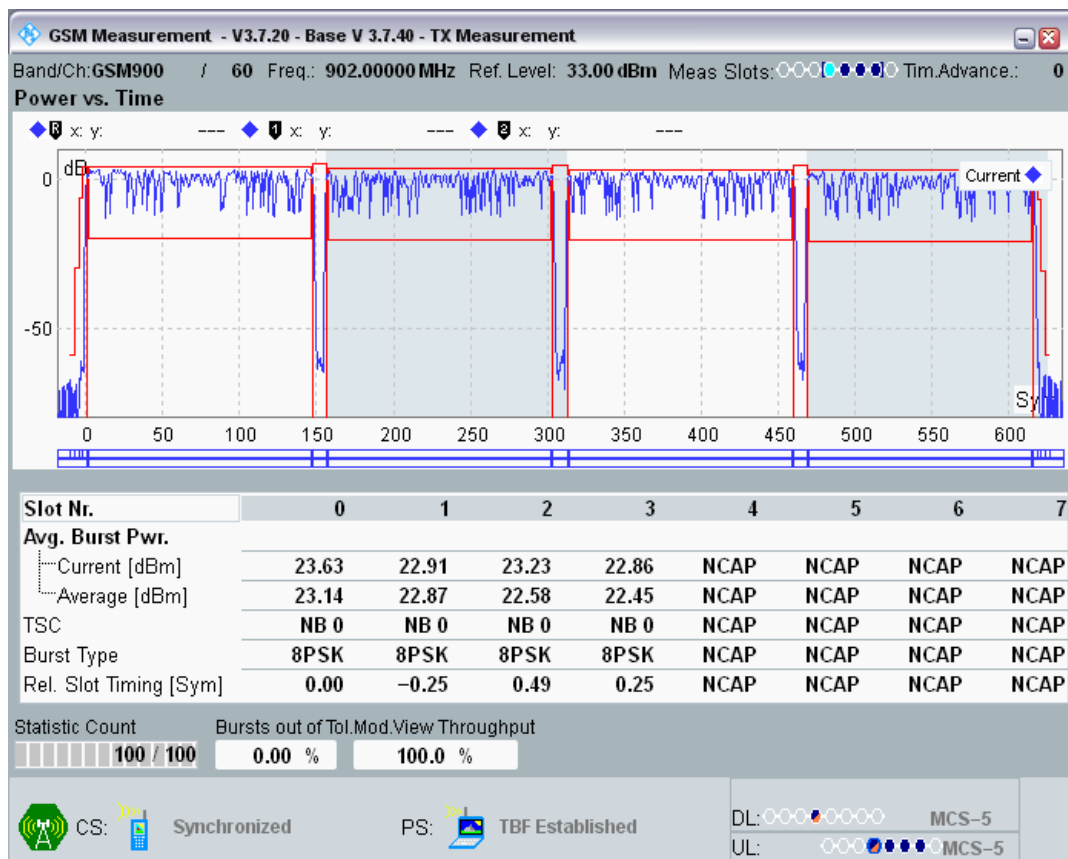 GSM Measurement - V3.7.20 - Base V 3.7.40 - TX Measurement
Band/Ch:GSM900 / 60 Freq.: 902.00000 MHz Ref. Level: 33.00 dBm Meas Slots: Tim.Advance.: 0
Power vs. Time
R x: y: --- 1 x: y: --- 2 x: y: ---
dB
Current
0
-50
Sy
0 50 100 150 200 250 300 350 400 450 500 550 600
Slot Nr. 0 1 2 3 4 5 6 7
Avg. Burst Pwr.
Current [dBm] 23.63 22.91 23.23 22.86 NCAP NCAP NCAP NCAP
Average [dBm] 23.14 22.87 22.58 22.45 NCAP NCAP NCAP NCAP
TSC NB 0 NB 0 NB 0 NB 0 NCAP NCAP NCAP NCAP
Burst Type 8PSK 8PSK 8PSK 8PSK NCAP NCAP NCAP NCAP
Rel. Slot Timing [Sym] 0.00 −0.25 0.49 0.25 NCAP NCAP NCAP NCAP
Statistic Count Bursts out of Tol.Mod.View Throughput
100 / 100 0.00 % 100.0 %
CS: Synchronized PS: TBF Established
DL: MCS−5
UL: MCS−5